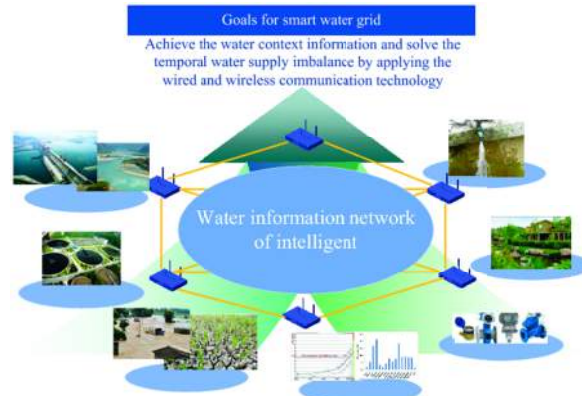 Goals for smart water grid
Achieve the water context information and solve the
temporal water supply imbalance by applying the
wired and wireless communication technology
Water information network
of intelligent